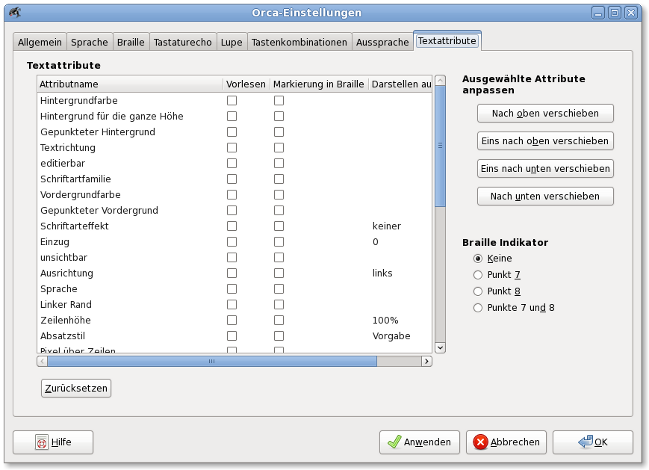 Orca-Einstellungen
Allgemein Sprache Braille Tastaturecho Lupe Tastenkombinationen Aussprache Textattribute
Textattribute
Attributname Vorlesen Markierung in Braille Darstellen au
Hintergrundfarbe
Hintergrund für die ganze Höhe
Gepunkteter Hintergrund
Textrichtung
editierbar
Schriftartfamilie
Vordergrundfarbe
Gepunkteter Vordergrund
Schriftarteffekt keiner
Einzug 0
unsichtbar
Ausrichtung links
Sprache
Linker Rand
Zeilenhöhe 100%
Absatzstil Vorgabe
Pixel über Zeilen
Zurücksetzen
Ausgewählte Attribute
anpassen
Nach oben verschieben
Eins nach oben verschieben
Eins nach unten verschieben
Nach unten verschieben
Braille Indikator
Keine
Punkt 7
Punkt 8
Punkte 7 und 8
Hilfe Anwenden Abbrechen OK